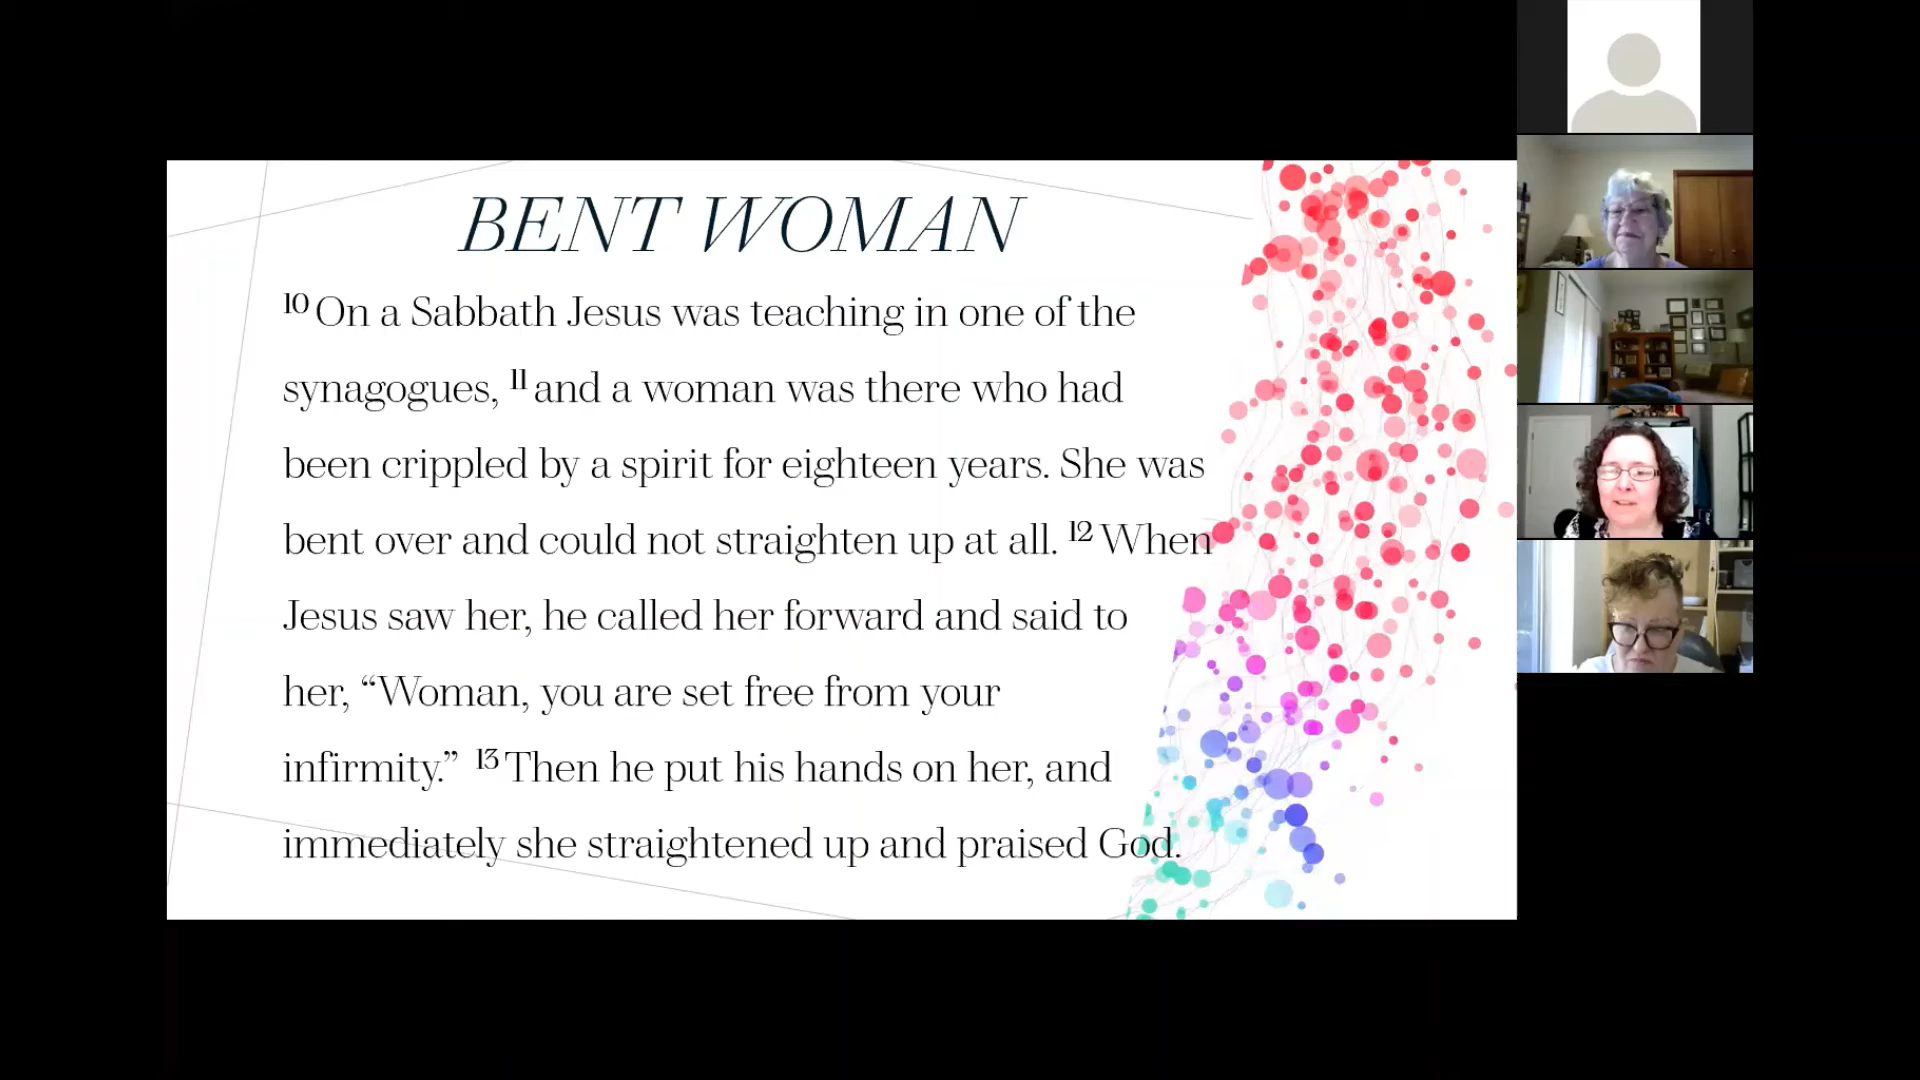 BENT WOMAN
10 On a Sabbath Jesus was teaching in one of the
synagogues, 11 and a woman was there who had
been crippled by a spirit for eighteen years. She was
bent over and could not straighten up at all. 12 When
Jesus saw her, he called her forward and said to
her, “Woman, you are set free from your
infirmity.” 13 Then he put his hands on her, and
immediately she straightened up and praised God.